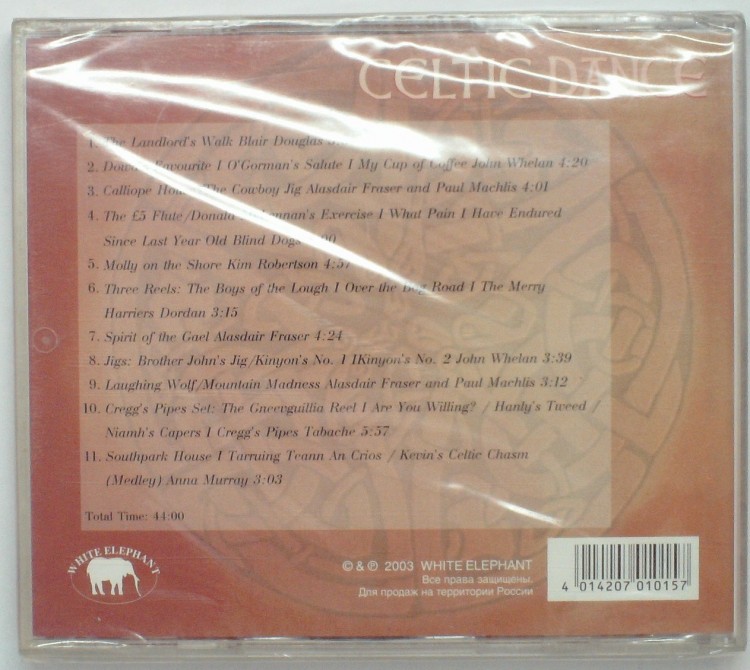 CELTIC DANCE
1. The Landlord's Walk Blair Douglas
2. Favourite I O'Gorman's Salute I My Cup of Coffee John Whelan 4:20
3. Calliope The Cowboy Jig Alasdair Fraser and Paul Machlis 4:01
4. The £5 Flute/Donald Exercise I What Pain I Have Endured
Since Last Year Old Blind Dogs
5. Molly on the Shore Kim Robertson 4:57
6. Three Reels: The Boys of the Lough I Over the Bog Road I The Merry
Harriers Dordan 3:15
7. Spirit of the Gael Alasdair Fraser 4:24
8. Jigs: Brother John's Jig/Kinyon's No. 1 IKinyon's No. 2 John Whelan 3:39
9. Laughing Wolf/Mountain Madness Alasdair Fraser and Paul Machlis 3:12
10. Cregg's Pipes Set: The Gneevguillia Reel I Are You Willing? / Hanly's Tweed /
Niamh's Capers I Cregg's Pipes Tabache 5:57
11. Southpark House I Tarruing Teann An Crios / Kevin's Celtic Chasm
(Medley) Anna Murray 3:03
Total Time: 44:00
WHITE ELEPHANT
© & ℗ 2003 WHITE ELEPHANT
Все права защищены.
Для продаж на территории России
4 014207 010157